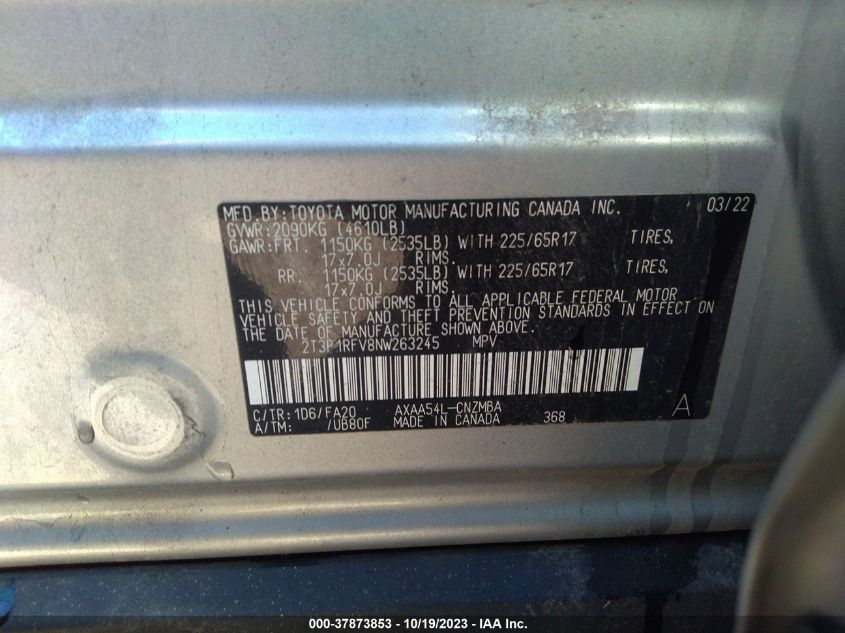 MFD.BY:TOYOTA MOTOR MANUFACTURING CANADA INC. 03/22
GVWR:2090KG (4610LB)
GAWR:FRT. 1150KG (2535LB) WITH 225/65R17 TIRES,
17x7.0J RIMS.
RR. 1150KG (2535LB) WITH 225/65R17 TIRES,
17x7.0J RIMS.
THIS VEHICLE CONFORMS TO ALL APPLICABLE FEDERAL MOTOR
VEHICLE SAFETY AND THEFT PREVENTION STANDARDS IN EFFECT ON
THE DATE OF MANUFACTURE SHOWN ABOVE.
2T3P1RFV8NW263245 MPV
C/TR:1D6/FA20 AXAA54L-CNZMBA
A/TM: /UB80F MADE IN CANADA 368 A
000-37873853 - 10/19/2023 - IAA Inc.